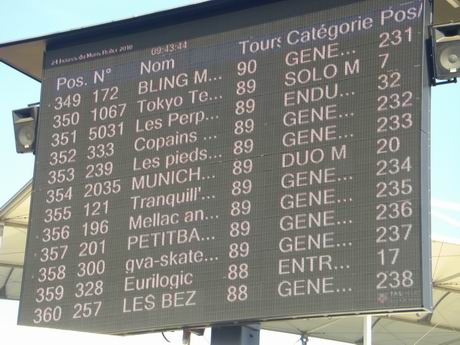 24 Heures du Mans Roller 2010 09:43:44
Pos. N° Nom Tours Catégorie Pos/
349 172 BLING M... 90 GENE... 231
350 1067 Tokyo Te... 89 SOLO M 7
351 5031 Les Perp... 89 ENDU... 32
352 333 Copains ... 89 GENE... 232
353 239 Les pieds... 89 GENE... 233
354 2035 MUNICH... 89 DUO M 20
355 121 Tranquill'... 89 GENE... 234
356 196 Mellac an... 89 GENE... 235
357 201 PETITBA... 89 GENE... 236
358 300 gva-skate... 89 GENE... 237
359 328 Eurilogic 88 ENTR... 17
360 257 LES BEZ 88 GENE... 238